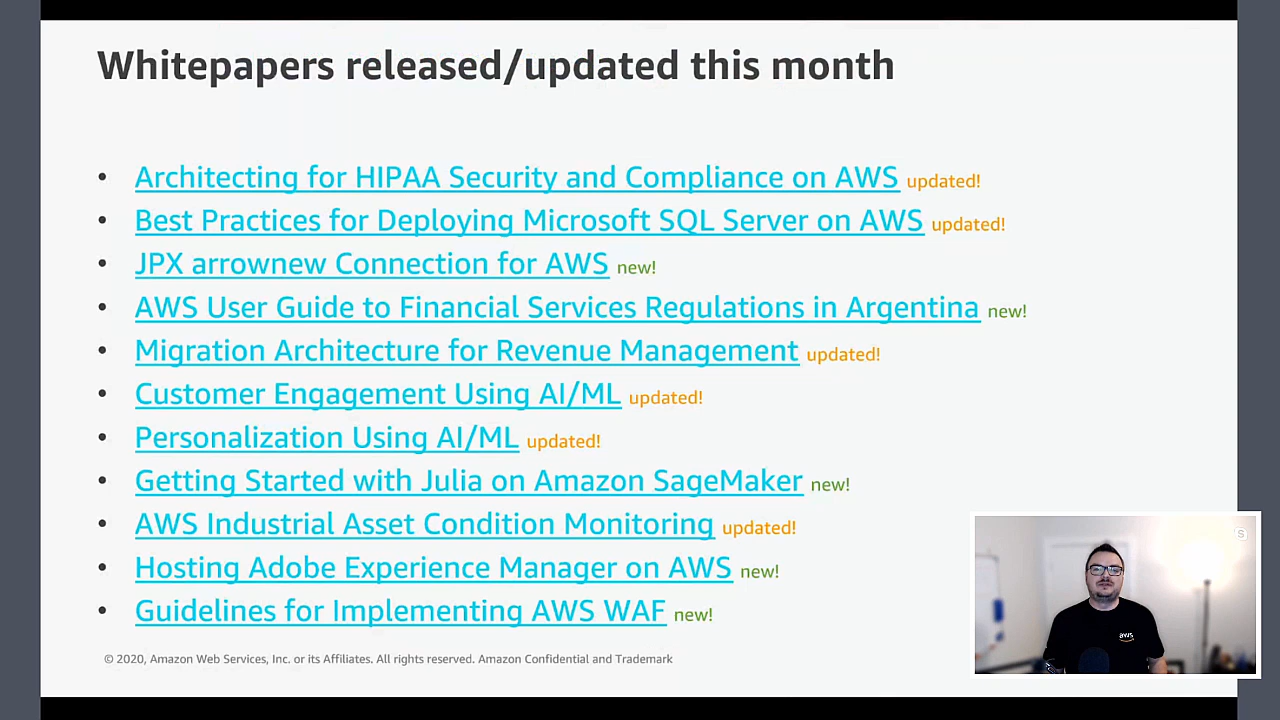 Whitepapers released/updated this month
• Architecting for HIPAA Security and Compliance on AWS updated!
• Best Practices for Deploying Microsoft SQL Server on AWS updated!
• JPX arrownew Connection for AWS new!
• AWS User Guide to Financial Services Regulations in Argentina new!
• Migration Architecture for Revenue Management updated!
• Customer Engagement Using AI/ML updated!
• Personalization Using AI/ML updated!
• Getting Started with Julia on Amazon SageMaker new!
• AWS Industrial Asset Condition Monitoring updated!
• Hosting Adobe Experience Manager on AWS new!
• Guidelines for Implementing AWS WAF new!
© 2020, Amazon Web Services, Inc. or its Affiliates. All rights reserved. Amazon Confidential and Trademark
S
aws